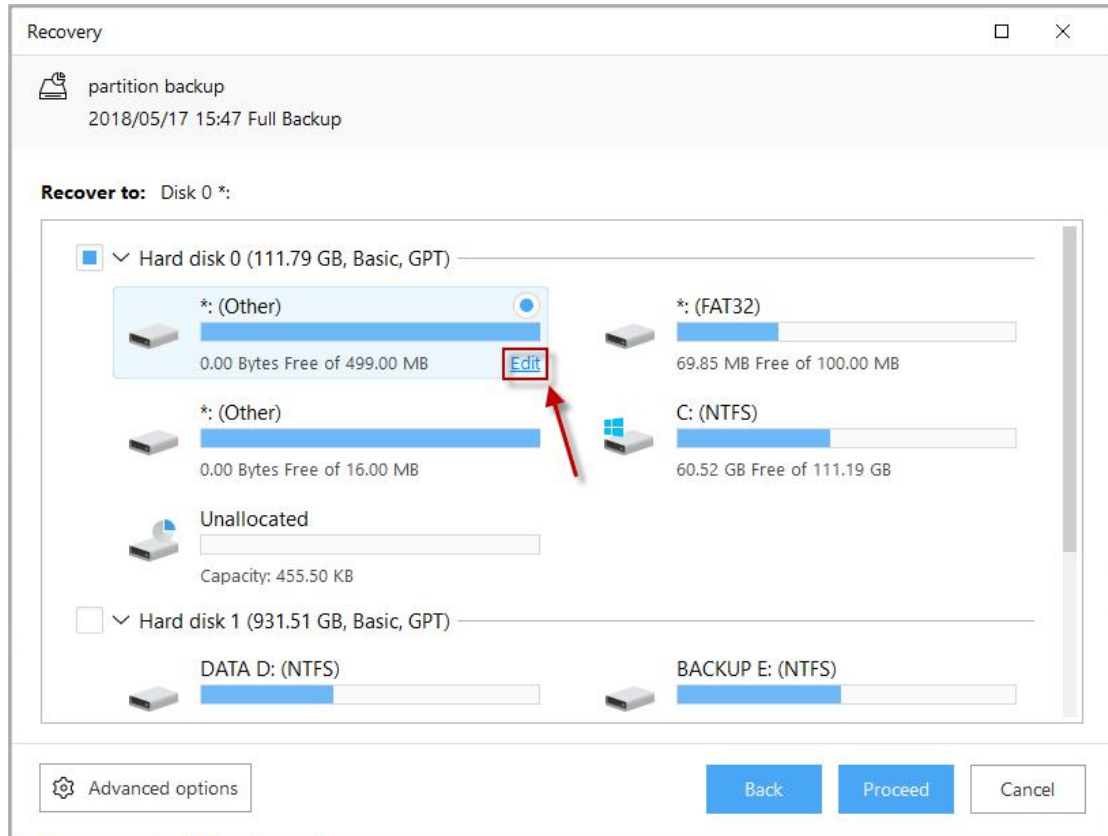 Recovery
partition backup
2018/05/17 15:47 Full Backup
Recover to: Disk 0 *:
Hard disk 0 (111.79 GB, Basic, GPT)
*: (Other)
0.00 Bytes Free of 499.00 MB
Edit
*: (FAT32)
69.85 MB Free of 100.00 MB
*: (Other)
0.00 Bytes Free of 16.00 MB
C: (NTFS)
60.52 GB Free of 111.19 GB
Unallocated
Capacity: 455.50 KB
Hard disk 1 (931.51 GB, Basic, GPT)
DATA D: (NTFS)
BACKUP E: (NTFS)
Advanced options
Back
Proceed
Cancel